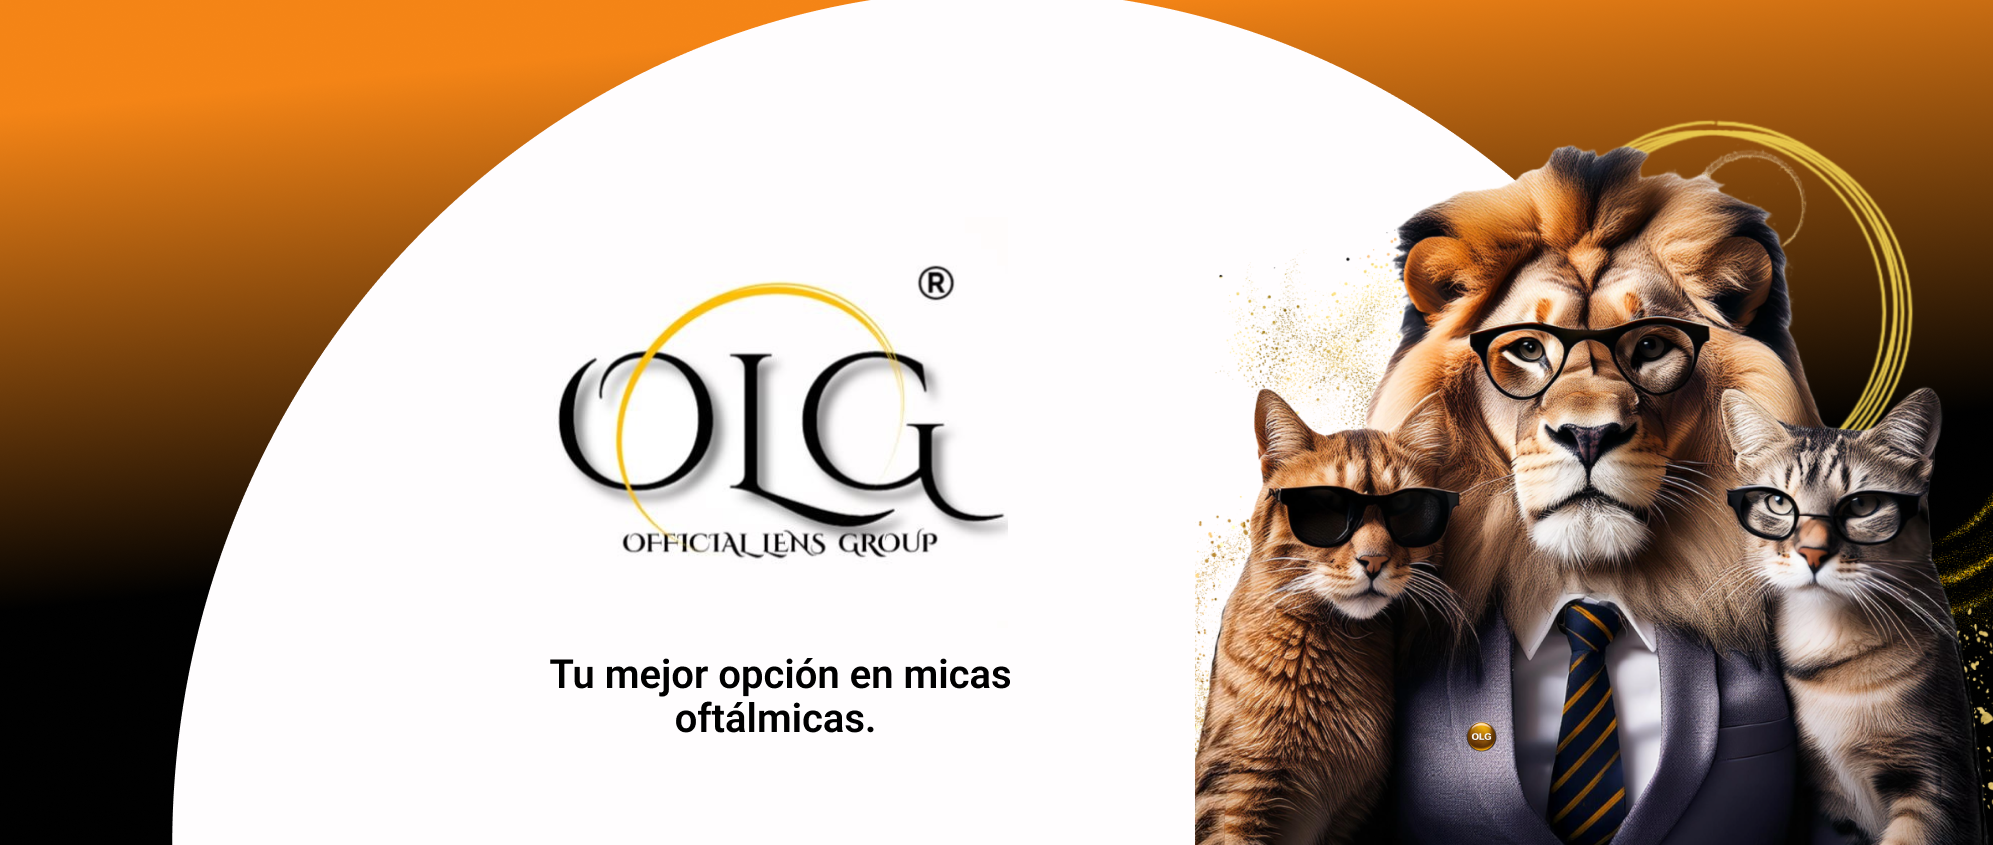 ®
OLG
OFFICIAL LENS GROUP
Tu mejor opción en micas
oftálmicas.
OLG